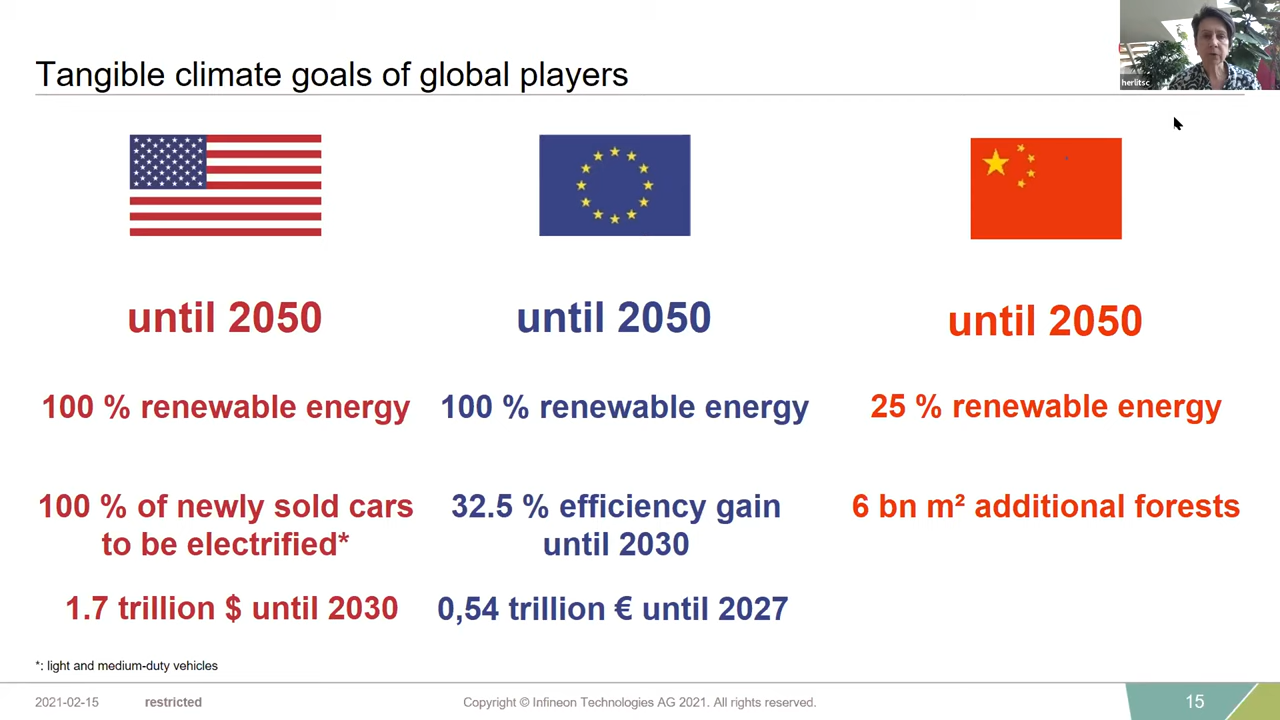 Tangible climate goals of global players
herlitsc
until 2050
until 2050
until 2050
100 % renewable energy
100 % renewable energy
25 % renewable energy
100 % of newly sold cars
to be electrified*
32.5 % efficiency gain
until 2030
6 bn m² additional forests
1.7 trillion $ until 2030
0,54 trillion € until 2027
*: light and medium-duty vehicles
2021-02-15
restricted
Copyright © Infineon Technologies AG 2021. All rights reserved.
15